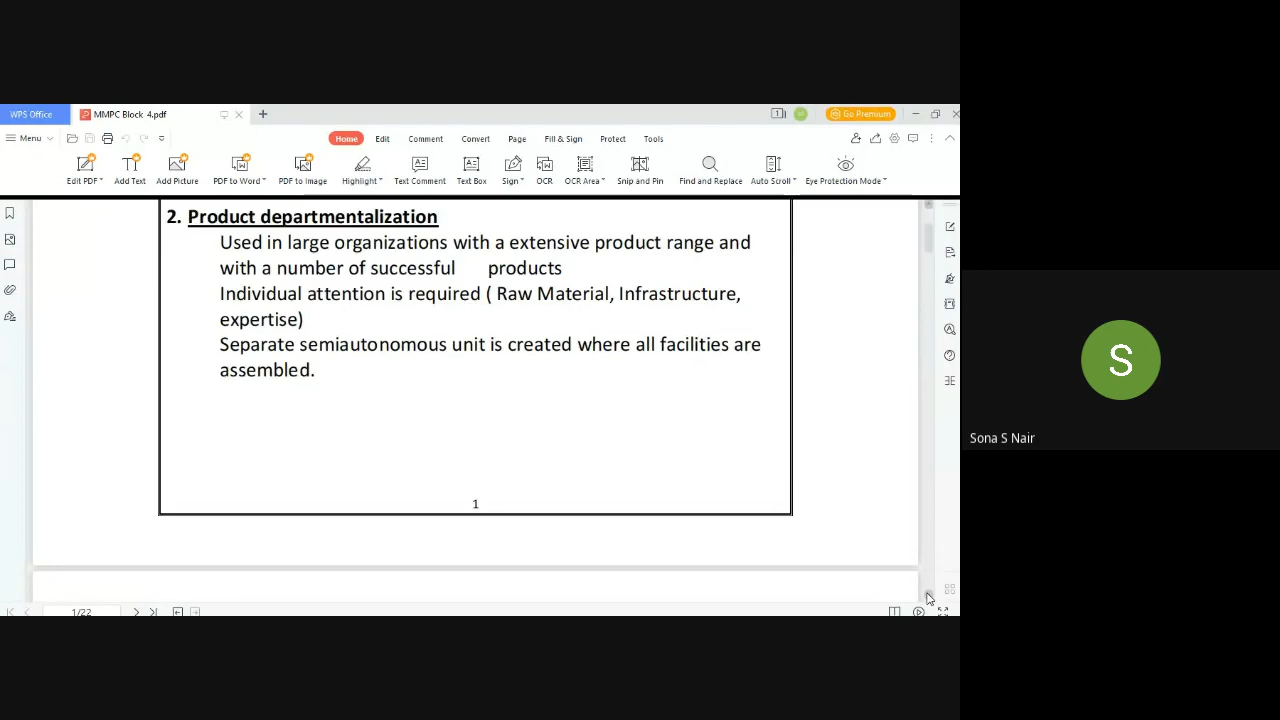 WPS Office
MMPC Block 4.pdf
Go Premium
Menu
Home Edit Comment Convert Page Fill & Sign Protect Tools
Edit PDF Add Text Add Picture PDF to Word PDF to Image Highlight Text Comment Text Box Sign OCR OCR Area Snip and Pin Find and Replace Auto Scroll Eye Protection Mode
2. Product departmentalization
Used in large organizations with a extensive product range and
with a number of successful products
Individual attention is required ( Raw Material, Infrastructure,
expertise)
Separate semiautonomous unit is created where all facilities are
assembled.
1
1/22
S
Sona S Nair